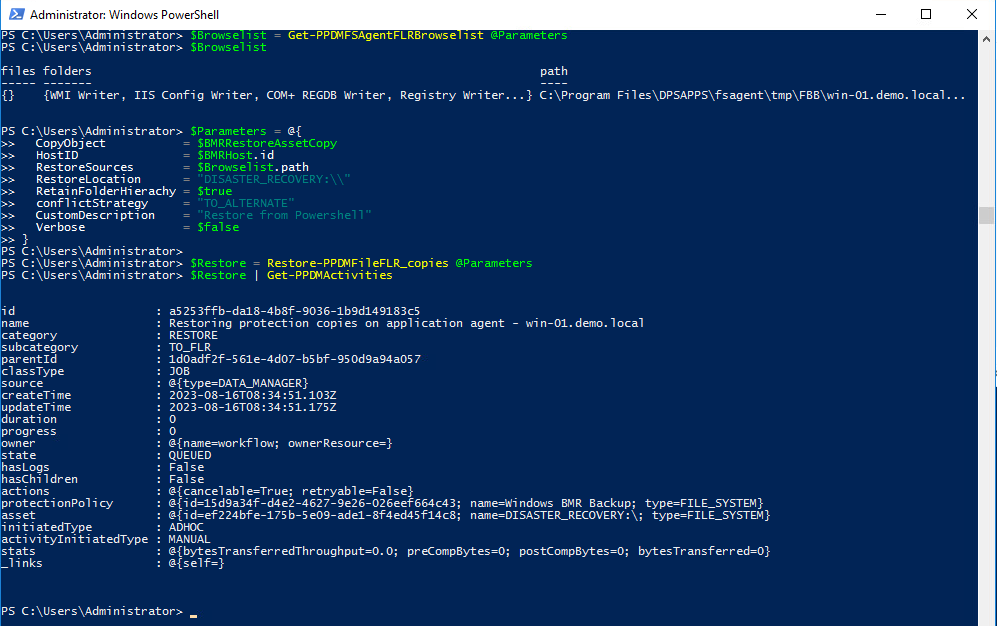 Administrator: Windows PowerShell
PS C:\Users\Administrator> $Browselist = Get-PPDMFSAgentFLRBrowselist @Parameters
PS C:\Users\Administrator> $Browselist
files folders path
----- ------- ----
{} {WMI Writer, IIS Config Writer, COM+ REGDB Writer, Registry Writer...} C:\Program Files\DPSAPPS\fsagent\tmp\FBB\win-01.demo.local...
PS C:\Users\Administrator> $Parameters = @{
>> CopyObject = $BMRRestoreAssetCopy
>> HostID = $BMRHost.id
>> RestoreSources = $Browselist.path
>> RestoreLocation = "DISASTER_RECOVERY:\\"
>> RetainFolderHierachy = $true
>> conflictStrategy = "TO_ALTERNATE"
>> CustomDescription = "Restore from Powershell"
>> Verbose = $false
>> }
PS C:\Users\Administrator>
PS C:\Users\Administrator> $Restore = Restore-PPDMFileFLR_copies @Parameters
PS C:\Users\Administrator> $Restore | Get-PPDMActivities
id : a5253ffb-da18-4b8f-9036-1b9d149183c5
name : Restoring protection copies on application agent - win-01.demo.local
category : RESTORE
subcategory : TO_FLR
parentId : 1d0adf2f-561e-4d07-b5bf-950d9a94a057
classType : JOB
source : @{type=DATA_MANAGER}
createTime : 2023-08-16T08:34:51.103Z
updateTime : 2023-08-16T08:34:51.175Z
duration : 0
progress : 0
owner : @{name=workflow; ownerResource=}
state : QUEUED
hasLogs : False
hasChildren : False
actions : @{cancelable=True; retryable=False}
protectionPolicy : @{id=15d9a34f-d4e2-4627-9e26-026eef664c43; name=Windows BMR Backup; type=FILE_SYSTEM}
asset : @{id=ef224bfe-175b-5e09-ade1-8f4ed45f14c8; name=DISASTER_RECOVERY:\; type=FILE_SYSTEM}
initiatedType : ADHOC
activityInitiatedType : MANUAL
stats : @{bytesTransferredThroughput=0.0; preCompBytes=0; postCompBytes=0; bytesTransferred=0}
_links : @{self=}
PS C:\Users\Administrator> _